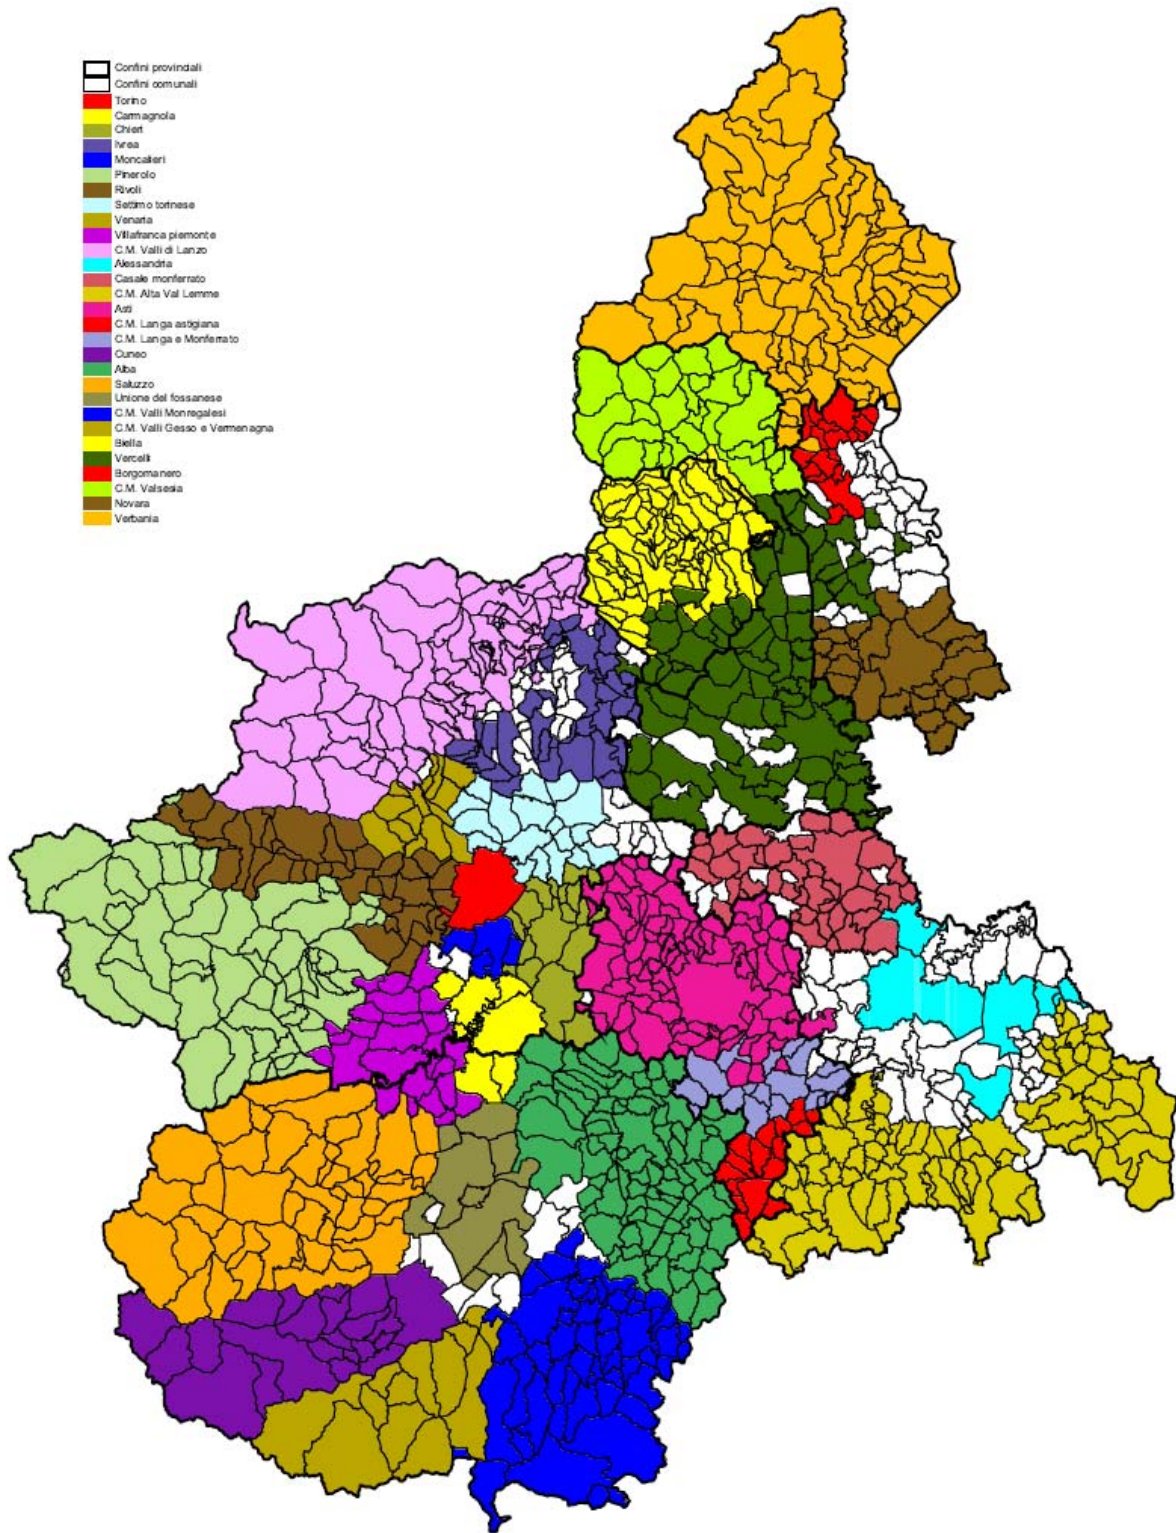 Confini provinciali
Confini comunali
Torino
Carmagnola
Chieri
Ivrea
Moncalieri
Pinerolo
Rivoli
Settimo torinese
Venaria
Villafranca piemonte
C.M. Valli di Lanzo
Alessandria
Casale monferrato
C.M. Alta Val Lemme
Asti
C.M. Langa astigiana
C.M. Langa e Monferrato
Cuneo
Alba
Saluzzo
Unione del fossanese
C.M. Valli Monregalesi
C.M. Valli Gesso e Vermenagna
Biella
Vercelli
Borgomanero
C.M. Valsesia
Novara
Verbania